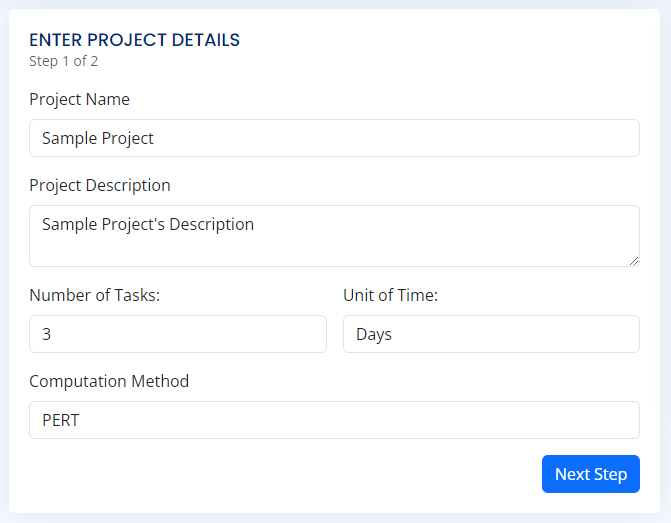 ENTER PROJECT DETAILS
Step 1 of 2
Project Name
Sample Project
Project Description
Sample Project's Description
Number of Tasks:
Unit of Time:
3
Days
Computation Method
PERT
Next Step